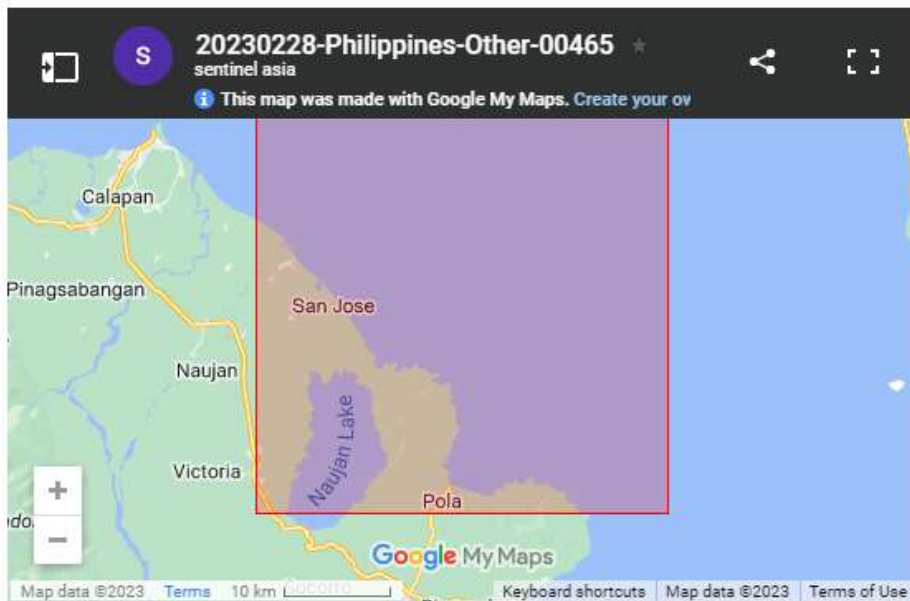 S
20230228-Philippines-Other-00465
sentinel asia
This map was made with Google My Maps. Create your ov
Calapan
Pinagsabangan
San Jose
Naujan
Naujan Lake
Victoria
Pola
Google My Maps
Map data ©2023 Terms 10 km Socorro Keyboard shortcuts Map data ©2023 Terms of Use